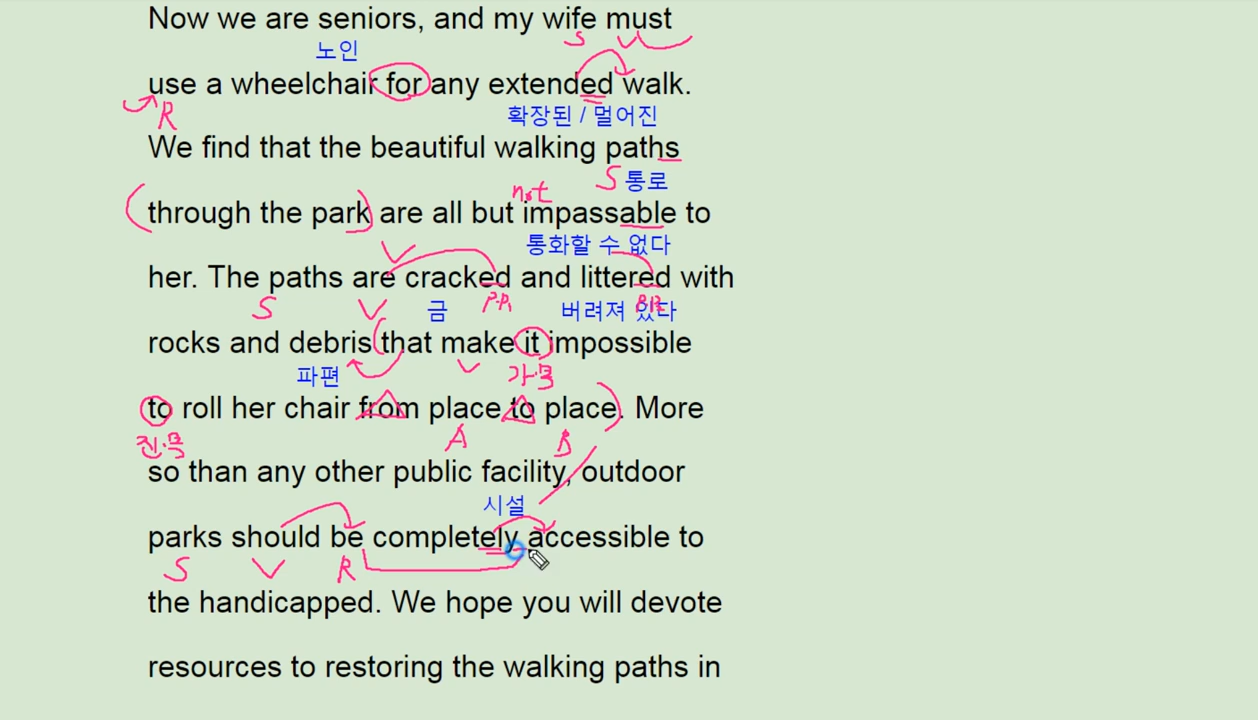 Now we are seniors, and my wife must
S V
노인
use a wheelchair for any extended walk.
R
확장된 / 멀어진
We find that the beautiful walking paths
S 통로
not
through the park) are all but impassable to
V
통화할 수 없다
her. The paths are cracked and littered with
S V 금 P.P. 버려져 있다
rocks and debris (that make it impossible
파편 V 가·목
to roll her chair from place to place). More
진·목 A B
so than any other public facility, outdoor
시설
parks should be completely accessible to
S V R
the handicapped. We hope you will devote
resources to restoring the walking paths in